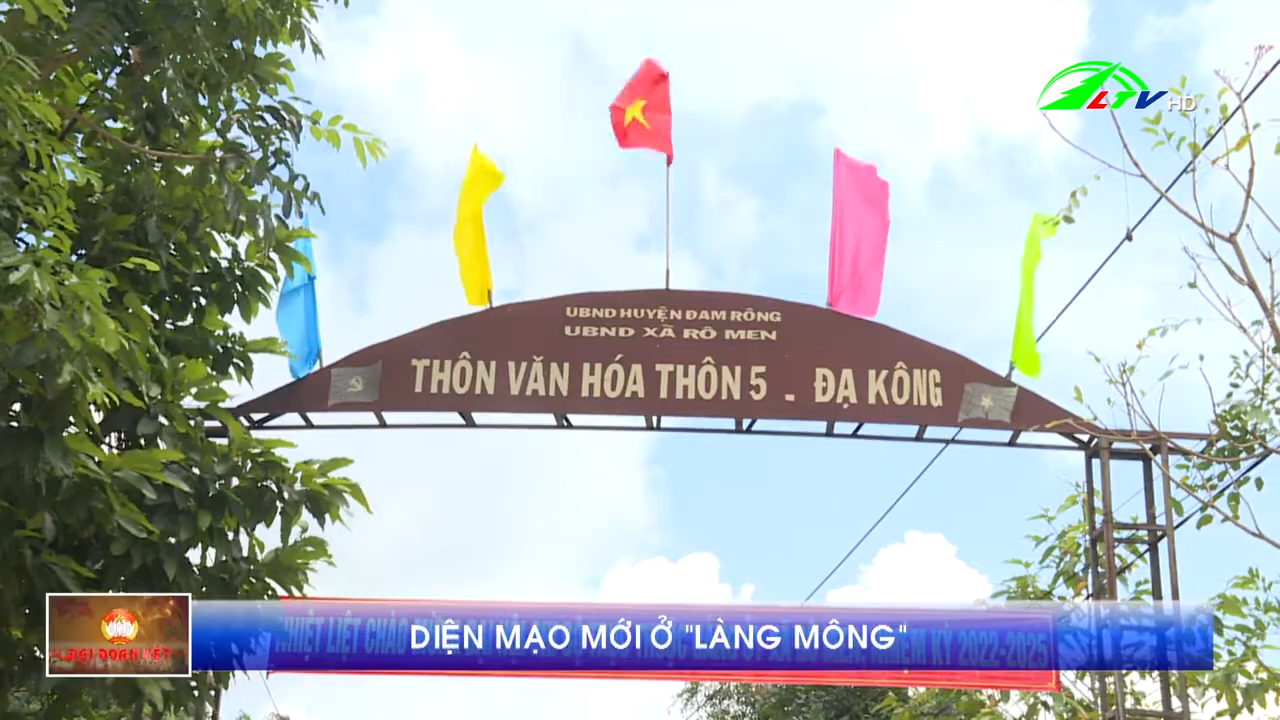 LTV HD
UBND HUYỆN ĐAM RÔNG
UBND XÃ RÔ MEN
THÔN VĂN HÓA THÔN 5 - ĐẠ KÔNG
DIỆN MẠO MỚI Ở "LÀNG MÔNG"
NHIỆT LIỆT CHÀO KỲ 2022-2025